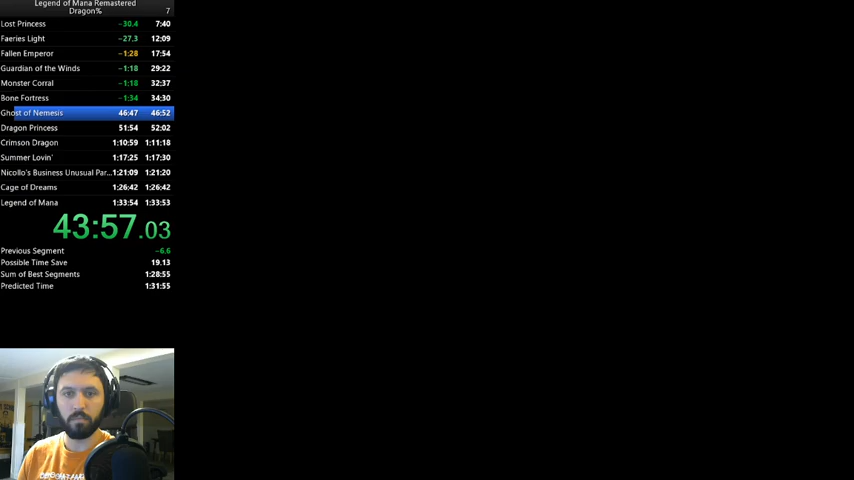 Legend of Mana Remastered
Dragon% 7
Lost Princess -30.4 7:40
Faeries Light -27.3 12:09
Fallen Emperor -1:28 17:54
Guardian of the Winds -1:18 29:22
Monster Corral -1:18 32:37
Bone Fortress -1:34 34:30
Ghost of Nemesis 46:47 46:52
Dragon Princess 51:54 52:02
Crimson Dragon 1:10:59 1:11:18
Summer Lovin' 1:17:25 1:17:30
Nicollo's Business Unusual Par... 1:21:09 1:21:20
Cage of Dreams 1:26:42 1:26:42
Legend of Mana 1:33:54 1:33:53
43:57.03
Previous Segment -6.6
Possible Time Save 19.13
Sum of Best Segments 1:28:55
Predicted Time 1:31:55